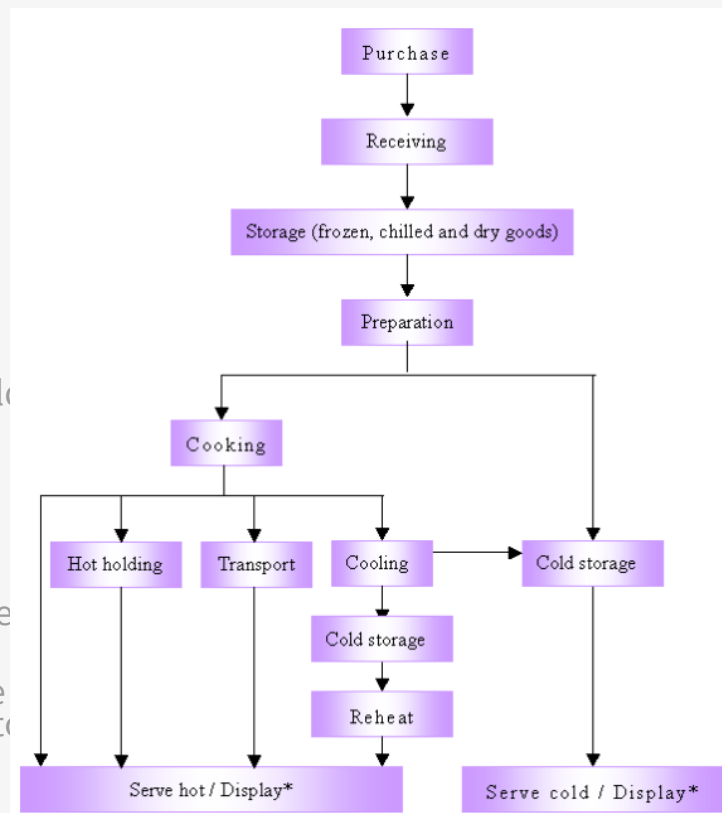 Purchase
Receiving
Storage (frozen, chilled and dry goods)
Preparation
Cooking
Hot holding
Transport
Cooling
Cold storage
Cold storage
Reheat
Serve hot / Display*
Serve cold / Display*